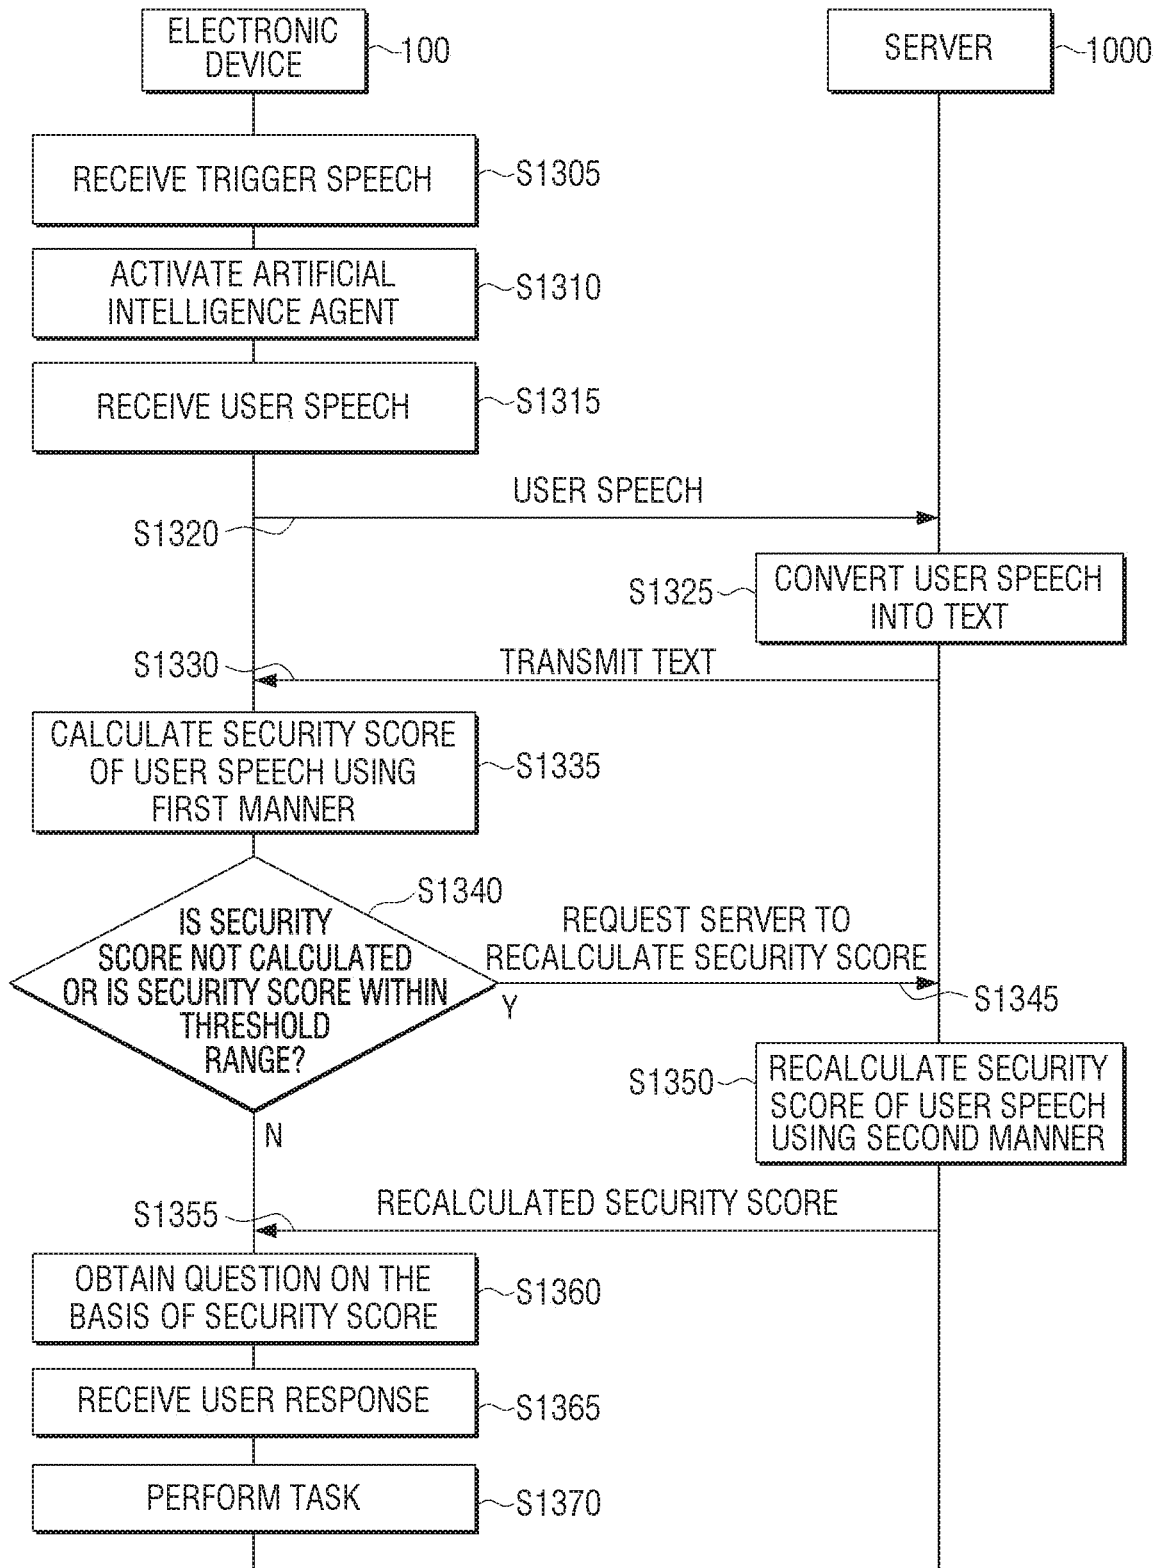 ELECTRONIC
DEVICE
100
SERVER
1000
RECEIVE TRIGGER SPEECH
S1305
ACTIVATE ARTIFICIAL
INTELLIGENCE AGENT
S1310
RECEIVE USER SPEECH
S1315
USER SPEECH
S1320
S1325
CONVERT USER SPEECH
INTO TEXT
S1330
TRANSMIT TEXT
CALCULATE SECURITY SCORE
OF USER SPEECH USING
FIRST MANNER
S1335
S1340
IS SECURITY
SCORE NOT CALCULATED
OR IS SECURITY SCORE WITHIN
THRESHOLD
RANGE?
REQUEST SERVER TO
RECALCULATE SECURITY SCORE
Y
S1345
S1350
RECALCULATE SECURITY
SCORE OF USER SPEECH
USING SECOND MANNER
N
S1355
RECALCULATED SECURITY SCORE
OBTAIN QUESTION ON THE
BASIS OF SECURITY SCORE
S1360
RECEIVE USER RESPONSE
S1365
PERFORM TASK
S1370